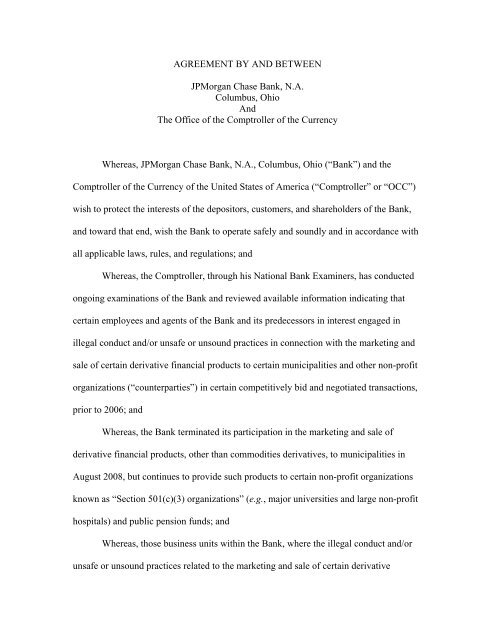 AGREEMENT BY AND BETWEEN
JPMorgan Chase Bank, N.A.
Columbus, Ohio
And
The Office of the Comptroller of the Currency
Whereas, JPMorgan Chase Bank, N.A., Columbus, Ohio (“Bank”) and the
Comptroller of the Currency of the United States of America (“Comptroller” or “OCC”)
wish to protect the interests of the depositors, customers, and shareholders of the Bank,
and toward that end, wish the Bank to operate safely and soundly and in accordance with
all applicable laws, rules, and regulations; and
Whereas, the Comptroller, through his National Bank Examiners, has conducted
ongoing examinations of the Bank and reviewed available information indicating that
certain employees and agents of the Bank and its predecessors in interest engaged in
illegal conduct and/or unsafe or unsound practices in connection with the marketing and
sale of certain derivative financial products to certain municipalities and other non-profit
organizations (“counterparties”) in certain competitively bid and negotiated transactions,
prior to 2006; and
Whereas, the Bank terminated its participation in the marketing and sale of
derivative financial products, other than commodities derivatives, to municipalities in
August 2008, but continues to provide such products to certain non-profit organizations
known as “Section 501(c)(3) organizations” (e.g., major universities and large non-profit
hospitals) and public pension funds; and
Whereas, those business units within the Bank, where the illegal conduct and/or
unsafe or unsound practices related to the marketing and sale of certain derivative